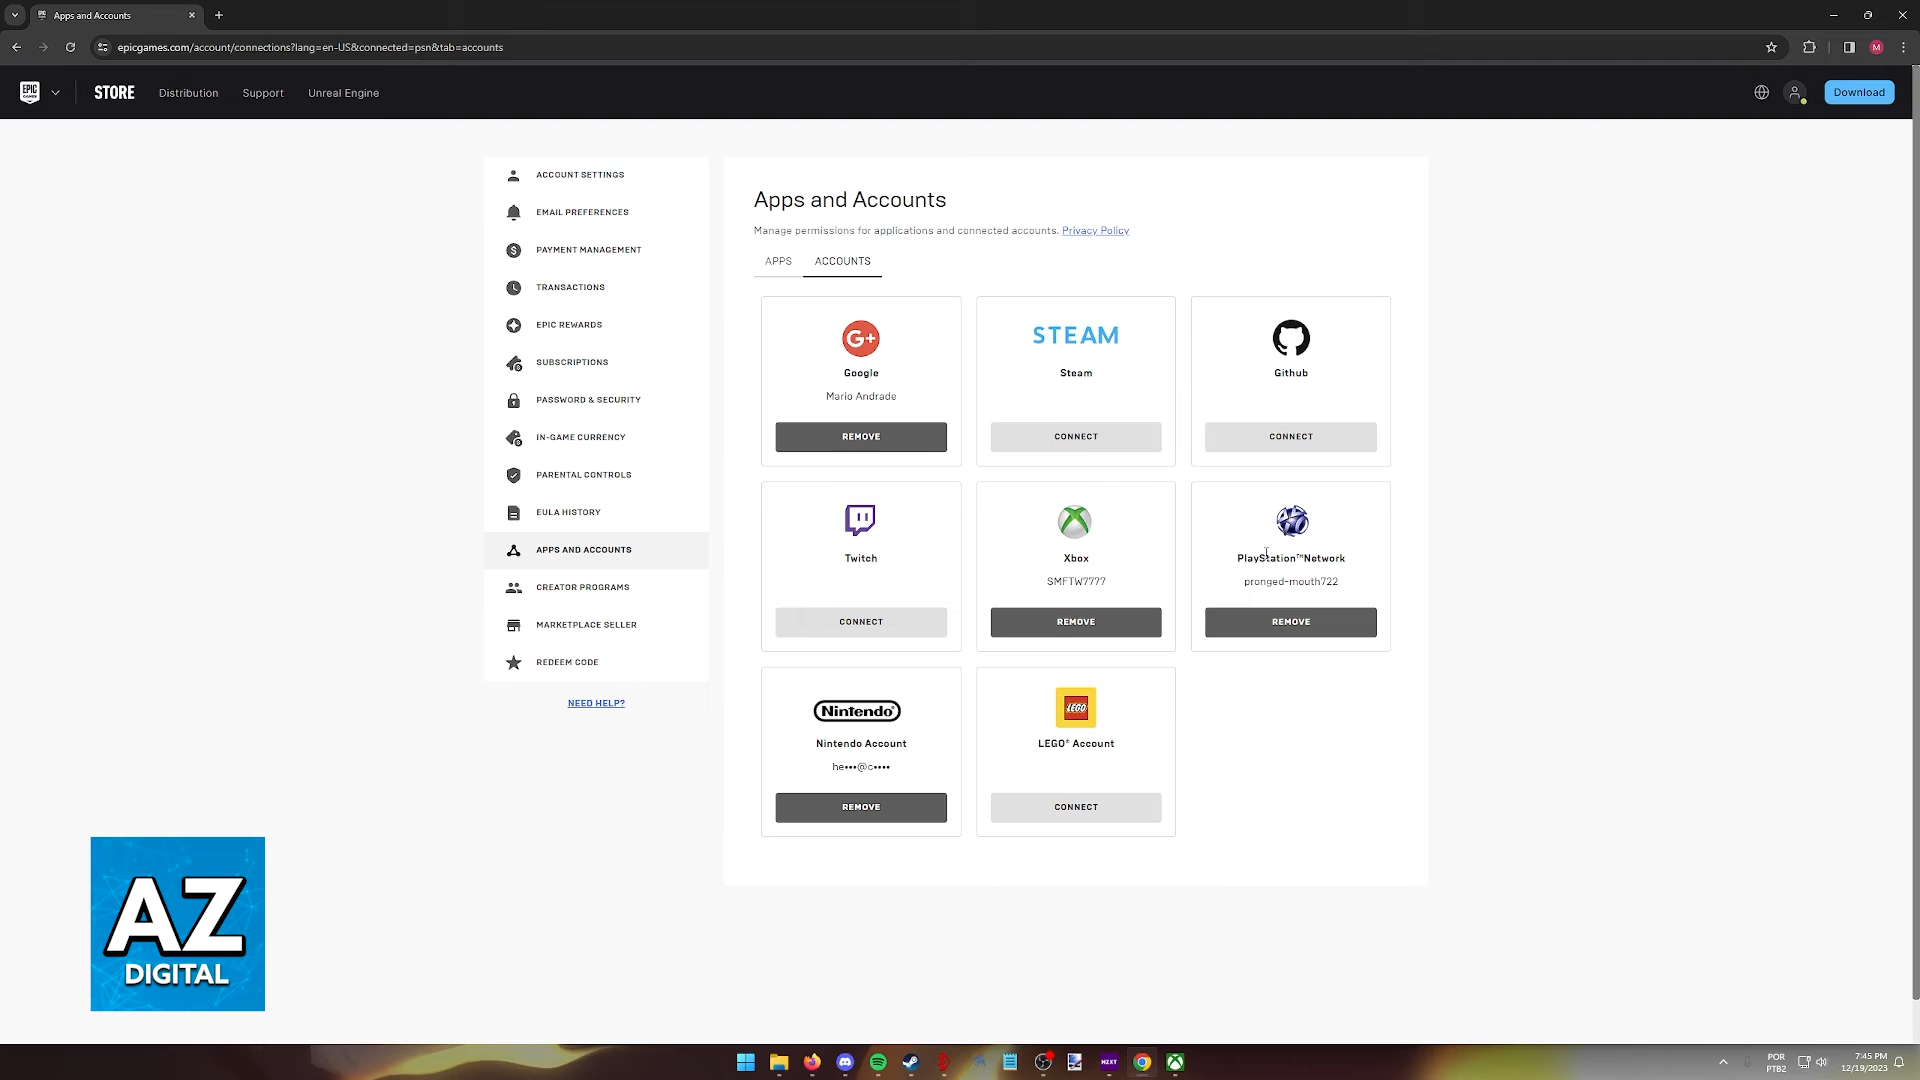 Apps and Accounts
epicgames.com/account/connections?lang=en-US&connected=psn&tab=accounts
M
EPIC GAMES
STORE
Distribution
Support
Unreal Engine
Download
ACCOUNT SETTINGS
EMAIL PREFERENCES
PAYMENT MANAGEMENT
TRANSACTIONS
EPIC REWARDS
SUBSCRIPTIONS
PASSWORD & SECURITY
IN-GAME CURRENCY
PARENTAL CONTROLS
EULA HISTORY
APPS AND ACCOUNTS
CREATOR PROGRAMS
MARKETPLACE SELLER
REDEEM CODE
NEED HELP?
Apps and Accounts
Manage permissions for applications and connected accounts. Privacy Policy
APPS
ACCOUNTS
G+
Google
Mario Andrade
REMOVE
STEAM
Steam
CONNECT
Github
CONNECT
Twitch
CONNECT
Xbox
SMFTW7777
REMOVE
PlayStation™Network
pronged-mouth722
REMOVE
Nintendo
Nintendo Account
he•••@c••••
REMOVE
LEGO
LEGO® Account
CONNECT
AZ
DIGITAL
NZXT
POR
PTB2
7:45 PM
12/19/2023